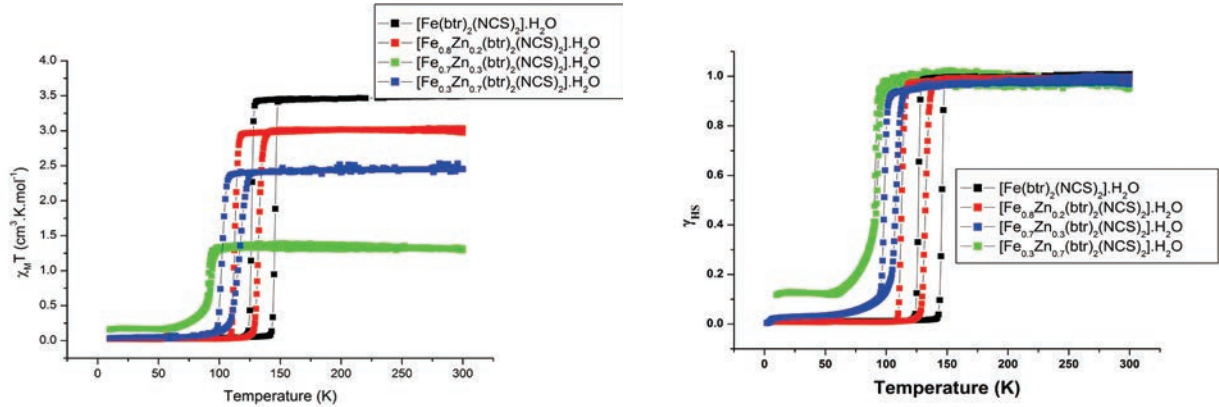 [Fe(btr)₂(NCS)₂].H₂O
[Fe₀.₈Zn₀.₂(btr)₂(NCS)₂].H₂O
[Fe₀.₇Zn₀.₃(btr)₂(NCS)₂].H₂O
[Fe₀.₃Zn₀.₇(btr)₂(NCS)₂].H₂O
4.0
3.5
3.0
2.5
2.0
1.5
1.0
0.5
0.0
χ_MT (cm³.K.mol⁻¹)
0 50 100 150 200 250 300
Temperature (K)
1.0
0.8
0.6
0.4
0.2
0.0
γ_HS
[Fe(btr)₂(NCS)₂].H₂O
[Fe₀.₈Zn₀.₂(btr)₂(NCS)₂].H₂O
[Fe₀.₇Zn₀.₃(btr)₂(NCS)₂].H₂O
[Fe₀.₃Zn₀.₇(btr)₂(NCS)₂].H₂O
0 50 100 150 200 250 300
Temperature (K)